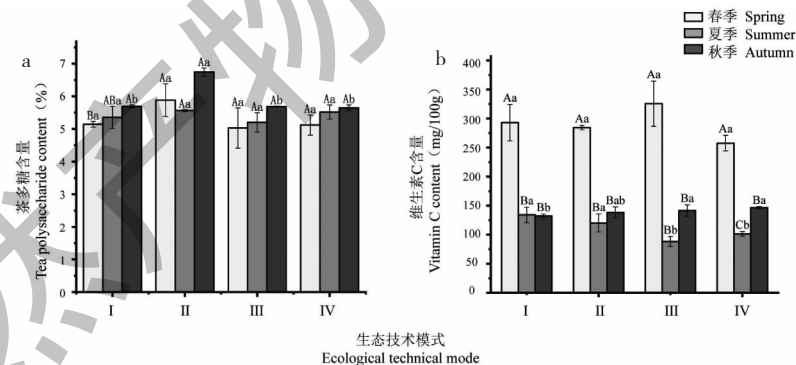 春季 Spring
夏季 Summer
秋季 Autumn
a
茶多糖含量
Tea polysaccharide content（%）
7
6
5
4
3
2
1
0
Ba ABa Ab
Aa Aa Aa
Aa Aa Ab
Aa Aa Ab
I II III IV
b
维生素C含量
Vitamin C content（mg/100g）
400
350
300
250
200
150
100
50
0
Aa Ba Bb
Aa Ba Bab
Aa Bb Ba
Aa Cb Ba
I II III IV
生态技术模式
Ecological technical mode
然产物